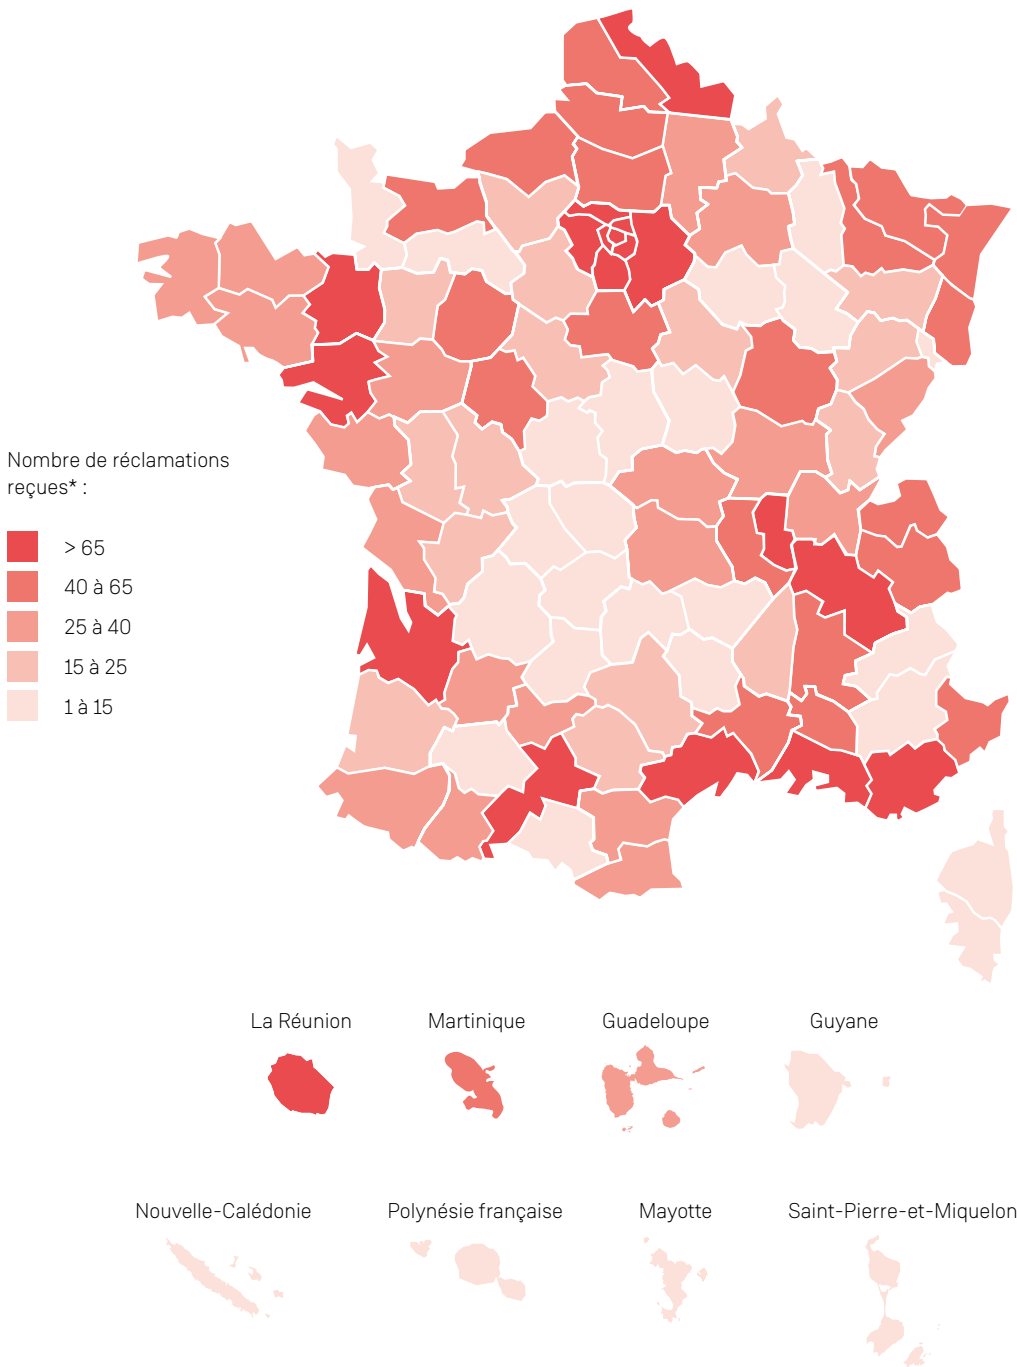 Nombre de réclamations
reçues* :
> 65
40 à 65
25 à 40
15 à 25
1 à 15
La Réunion
Martinique
Guadeloupe
Guyane
Nouvelle-Calédonie
Polynésie française
Mayotte
Saint-Pierre-et-Miquelon